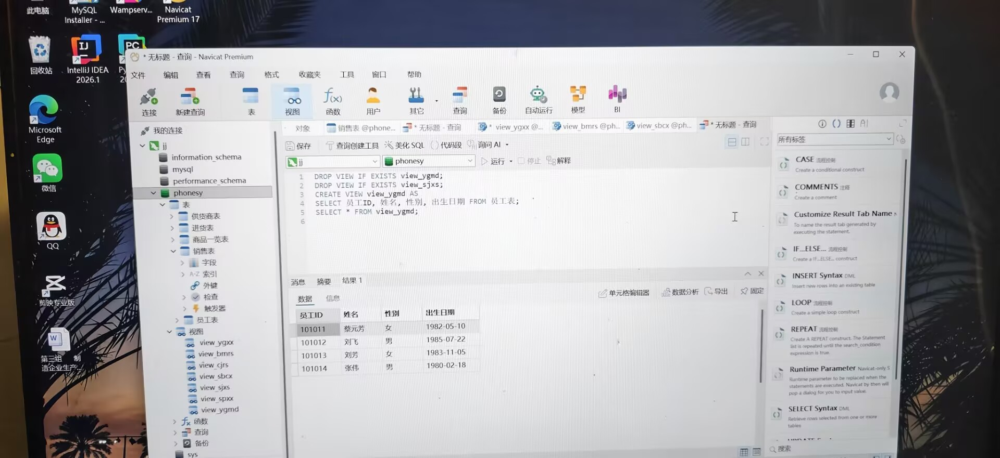 此电脑
MySQL Installer - ...
Wampserv...
Navicat Premium 17
回收站
IntelliJ IDEA 2026.1
Microsoft Edge
微信
QQ
剪映专业版
第三组 制造企业生产...
* 无标题 - 查询 - Navicat Premium
文件 编辑 查看 查询 格式 收藏夹 工具 窗口 帮助
连接 新建查询 表 视图 函数 用户 其它 查询 备份 自动运行 模型 BI
我的连接
jj
information_schema
mysql
performance_schema
phonesy
表
供货商表
进货表
商品一览表
销售表
字段
索引
外键
检查
触发器
员工表
视图
view_ygxx
view_bmrs
view_cjrs
view_sbcx
view_sjxs
view_spxx
view_ygmd
函数
查询
备份
sys
对象 销售表 @phone... * 无标题 - 查询 * view_ygxx @... view_bmrs @ph... view_sbcx @ph... * 无标题 - 查询
保存 查询创建工具 美化 SQL 代码段 询问 AI
jj phonesy 运行 停止 解释
1 DROP VIEW IF EXISTS view_ygmd;
2 DROP VIEW IF EXISTS view_sjxs;
3 CREATE VIEW view_ygmd AS
4 SELECT 员工ID, 姓名, 性别, 出生日期 FROM 员工表;
5 SELECT * FROM view_ygmd;
6
消息 摘要 结果 1
数据 信息 单元格编辑器 数据分析 导出 固定
员工ID 姓名 性别 出生日期
101011 蔡元芳 女 1982-05-10
101012 刘飞 男 1985-07-22
101013 刘芳 女 1983-11-05
101014 张伟 男 1980-02-18
AI
所有标签
CASE 流程控制
Create a conditional construct
COMMENTS 注释
Create a comment
Customize Result Tab Name
To name the result tab generated by
executing the statement.
IF...ELSE... 流程控制
Create a IF...ELSE... construct
INSERT Syntax DML
Insert new rows into an existing table
LOOP 流程控制
Create a simple loop construct
REPEAT 流程控制
Create A REPEAT construct. The Statement
list is repeated until the search_condition
expression is true.
Runtime Parameter Navicat-only S
Runtime parameter to be replaced when the
statements are executed. Navicat by then will
pop a dialog for you to input value.
SELECT Syntax DML
Retrieve rows selected from one or more
tables
搜索